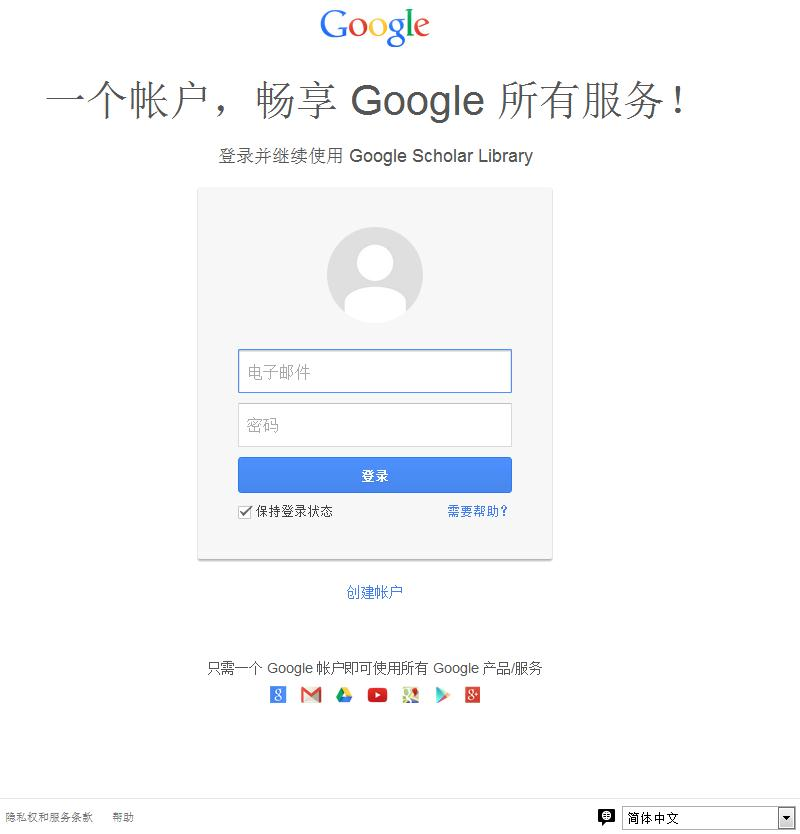 Google
一个帐户，畅享 Google 所有服务！
登录并继续使用 Google Scholar Library
电子邮件
密码
登录
保持登录状态 需要帮助？
创建帐户
只需一个 Google 帐户即可使用所有 Google 产品/服务
隐私权和服务条款 帮助 简体中文